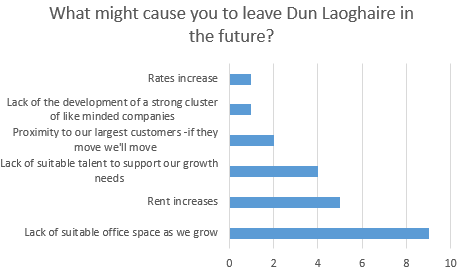 What might cause you to leave Dun Laoghaire in
the future?
Rates increase
Lack of the development of a strong cluster
of like minded companies
Proximity to our largest customers -if they
move we'll move
Lack of suitable talent to support our growth
needs
Rent increases
Lack of suitable office space as we grow
0 2 4 6 8 10